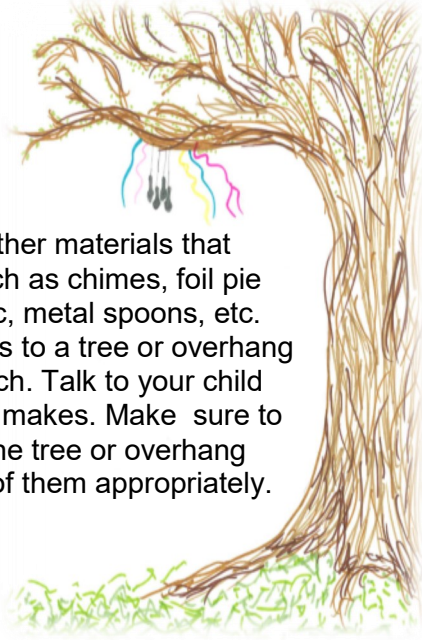 ther materials that
ch as chimes, foil pie
c, metal spoons, etc.
s to a tree or overhang
ch. Talk to your child
makes. Make  sure to
ne tree or overhang
of them appropriately.